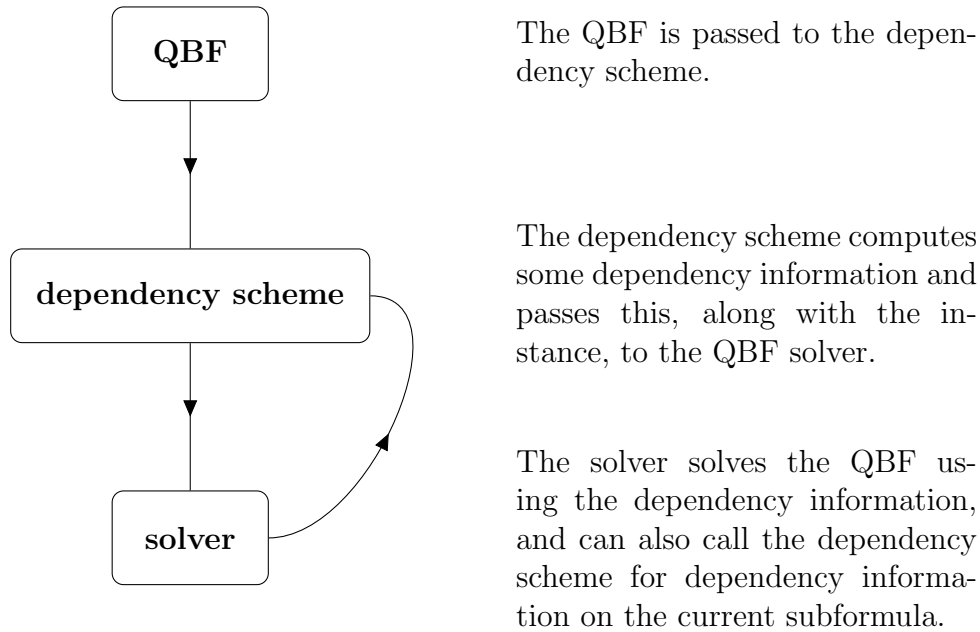 QBF
The QBF is passed to the depen-
dency scheme.
dependency scheme
The dependency scheme computes
some dependency information and
passes this, along with the in-
stance, to the QBF solver.
solver
The solver solves the QBF us-
ing the dependency information,
and can also call the dependency
scheme for dependency informa-
tion on the current subformula.